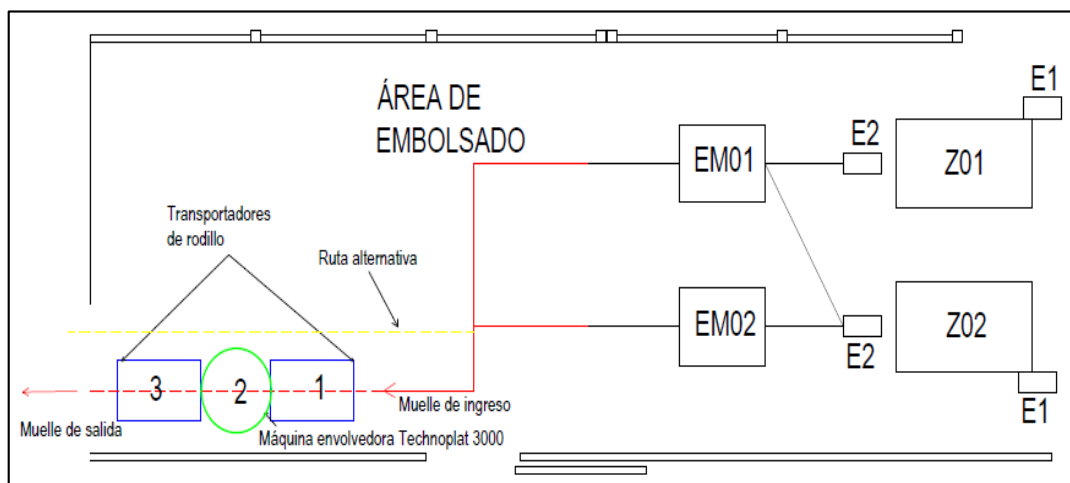 ÁREA DE
EMBOLSADO
E1
E2
EM01
Z01
Transportadores
de rodillo
Ruta alternativa
EM02
Z02
E2
E1
3
2
1
Muelle de ingreso
Muelle de salida
Máquina envolvedora Technoplat 3000